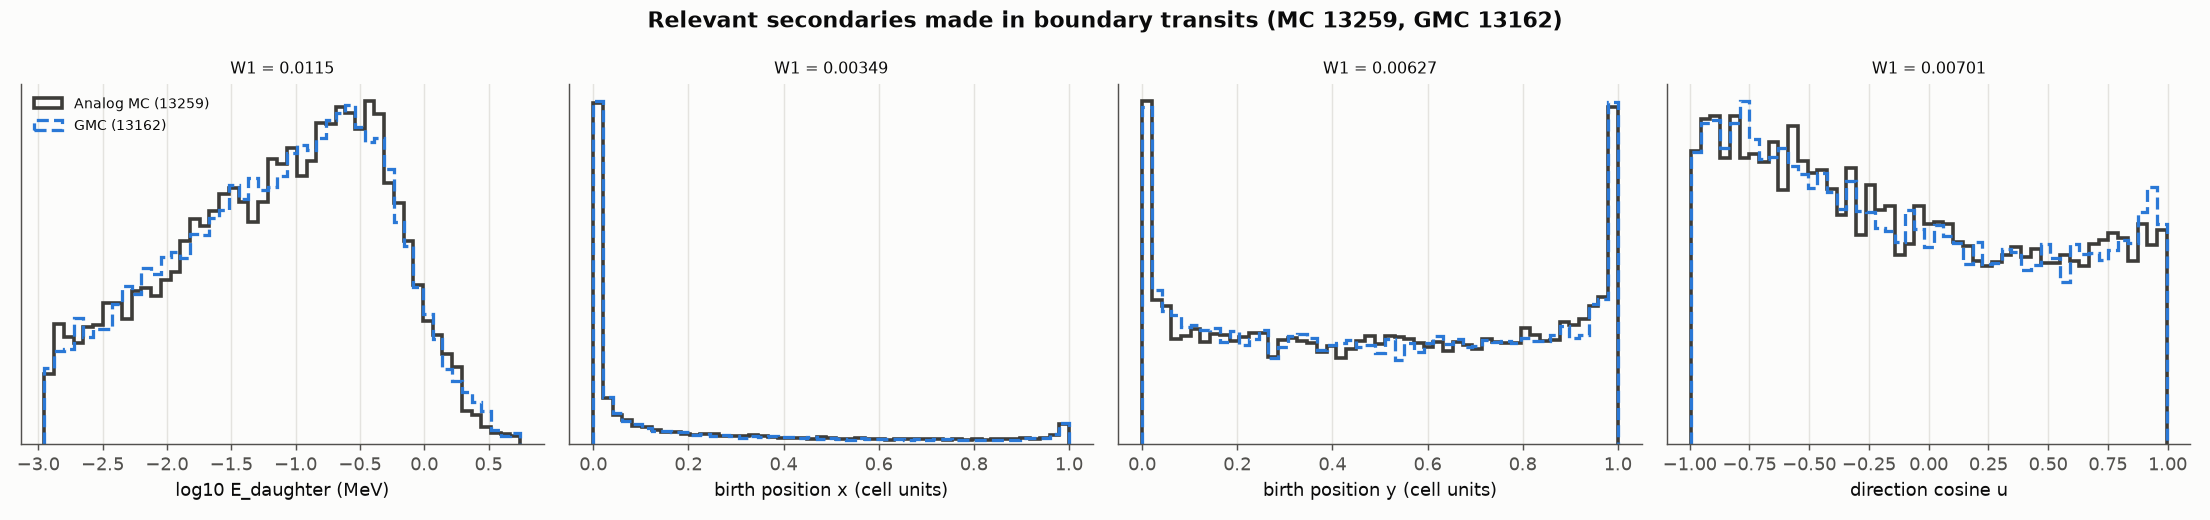 Relevant secondaries made in boundary transits (MC 13259, GMC 13162)
W1 = 0.0115
Analog MC (13259)
GMC (13162)
−3.0 −2.5 −2.0 −1.5 −1.0 −0.5 0.0 0.5
log10 E_daughter (MeV)
W1 = 0.00349
0.0 0.2 0.4 0.6 0.8 1.0
birth position x (cell units)
W1 = 0.00627
0.0 0.2 0.4 0.6 0.8 1.0
birth position y (cell units)
W1 = 0.00701
−1.00 −0.75 −0.50 −0.25 0.00 0.25 0.50 0.75 1.00
direction cosine u